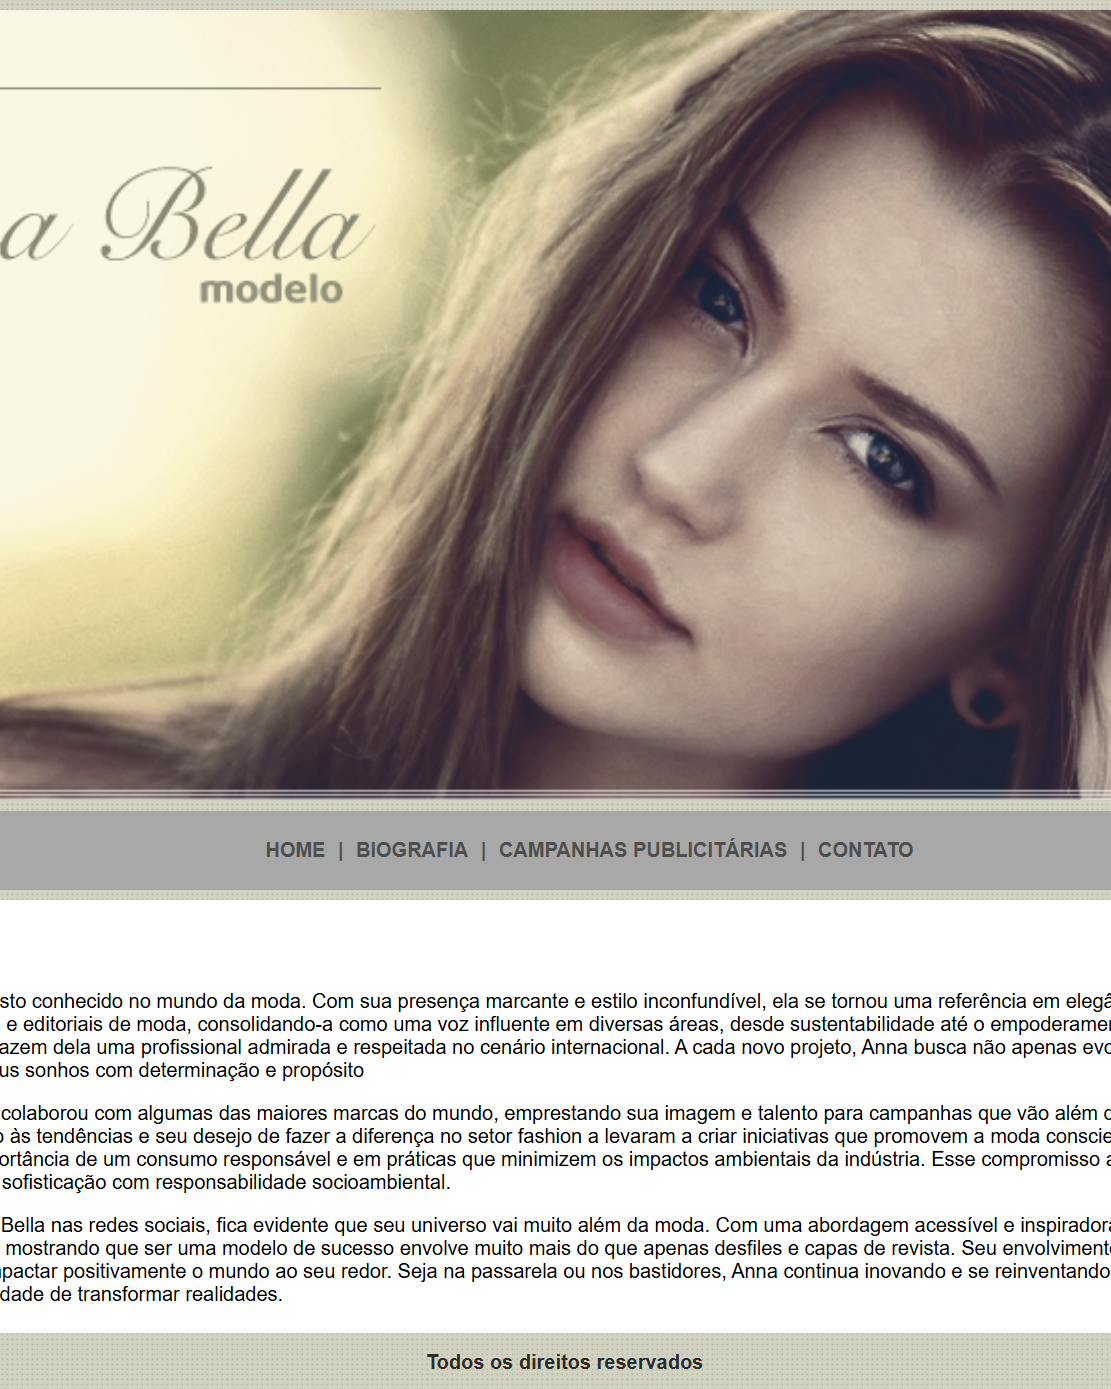 a Bella
modelo
HOME | BIOGRAFIA | CAMPANHAS PUBLICITÁRIAS | CONTATO
sto conhecido no mundo da moda. Com sua presença marcante e estilo inconfundível, ela se tornou uma referência em
e editoriais de moda, consolidando-a como uma voz influente em diversas áreas, desde sustentabilidade até o
azem dela uma profissional admirada e respeitada no cenário internacional. A cada novo projeto, Anna busca não apenas evo
us sonhos com determinação e propósito
colaborou com algumas das maiores marcas do mundo, emprestando sua imagem e talento para campanhas que vão além
o às tendências e seu desejo de fazer a diferença no setor fashion a levaram a criar iniciativas que promovem a moda conscie
ortância de um consumo responsável e em práticas que minimizem os impactos ambientais da indústria. Esse compromisso a
sofisticação com responsabilidade socioambiental.
Bella nas redes sociais, fica evidente que seu universo vai muito além da moda. Com uma abordagem acessível e inspiradora
mostrando que ser uma modelo de sucesso envolve muito mais do que apenas desfiles e capas de revista. Seu envolviment
pactar positivamente o mundo ao seu redor. Seja na passarela ou nos bastidores, Anna continua inovando e se reinventando
dade de transformar realidades.
Todos os direitos reservados